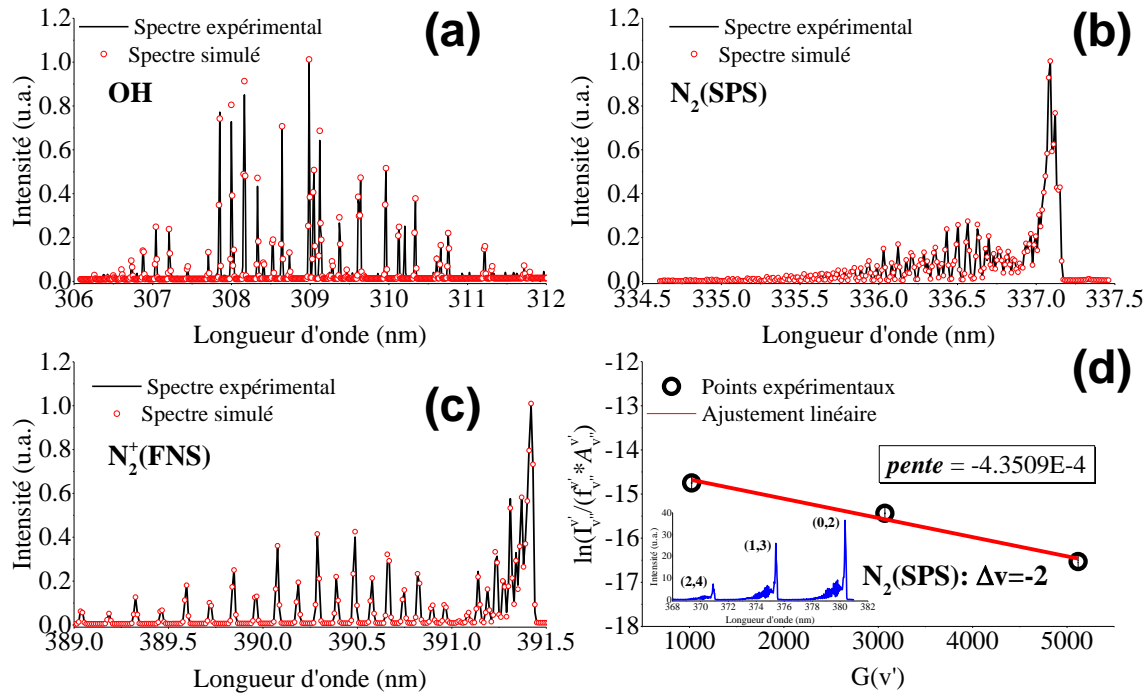 (a)
Spectre expérimental
Spectre simulé
OH
Intensité (u.a.)
1.2
1.0
0.8
0.6
0.4
0.2
0.0
306 307 308 309 310 311 312
Longueur d'onde (nm)
(b)
Spectre expérimental
Spectre simulé
N₂(SPS)
Intensité (u.a.)
1.2
1.0
0.8
0.6
0.4
0.2
0.0
334.5 335.0 335.5 336.0 336.5 337.0 337.5
Longueur d'onde (nm)
(c)
Spectre expérimental
Spectre simulé
N₂⁺(FNS)
Intensité (u.a.)
1.2
1.0
0.8
0.6
0.4
0.2
0.0
389.0 389.5 390.0 390.5 391.0 391.5
Longueur d'onde (nm)
(d)
Points expérimentaux
Ajustement linéaire
pente = -4.3509E-4
ln(I^v'_v''/(f^v'_v''*A^v'_v''))
-12
-13
-14
-15
-16
-17
-18
1000 2000 3000 4000 5000
G(v')
N₂(SPS): Δv=-2
Intensité (u.a.)
40
30
20
10
0
(2,4)
(1,3)
(0,2)
368 370 372 374 376 378 380 382
Longueur d'onde (nm)